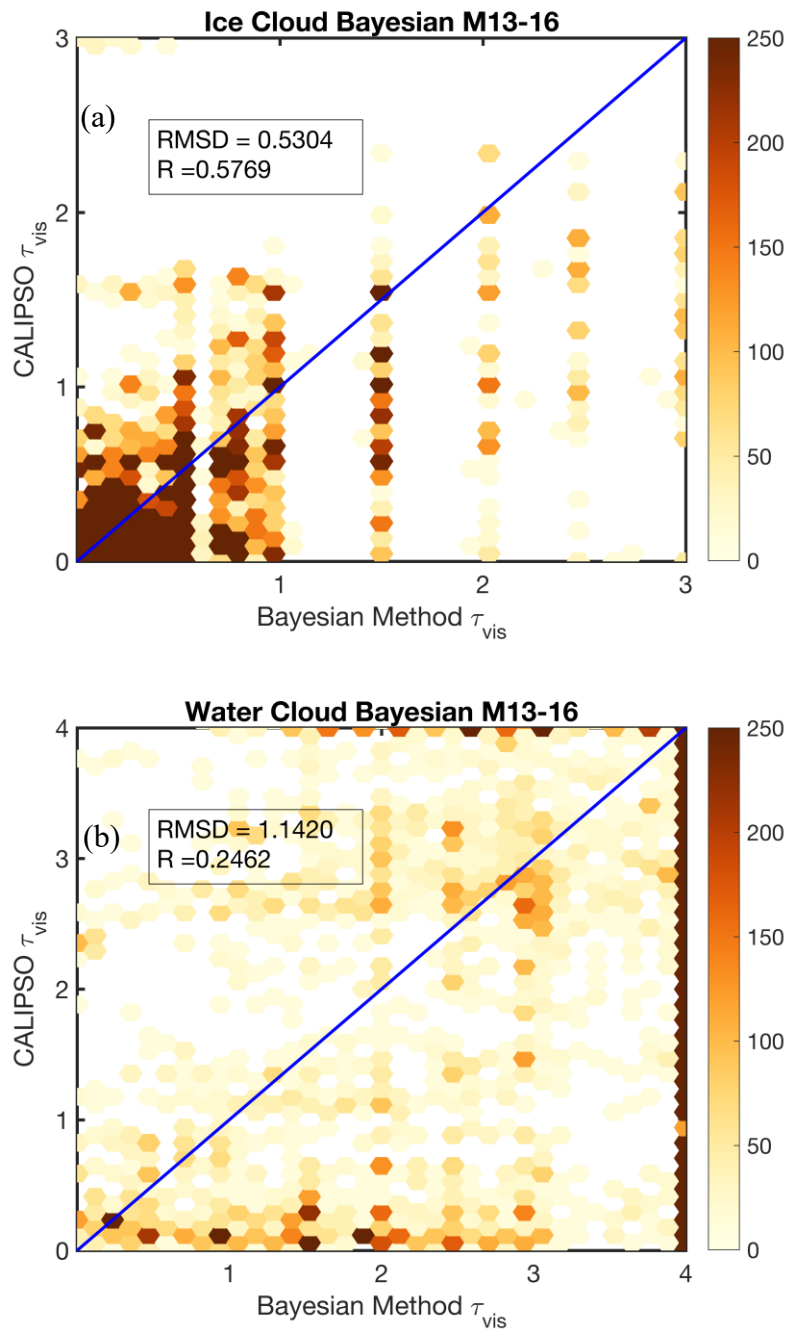 Ice Cloud Bayesian M13-16
(a)
RMSD = 0.5304
R =0.5769
CALIPSO τvis
3
2
1
0
1
2
3
Bayesian Method τvis
250
200
150
100
50
0
Water Cloud Bayesian M13-16
(b)
RMSD = 1.1420
R =0.2462
CALIPSO τvis
4
3
2
1
0
1
2
3
4
Bayesian Method τvis
250
200
150
100
50
0